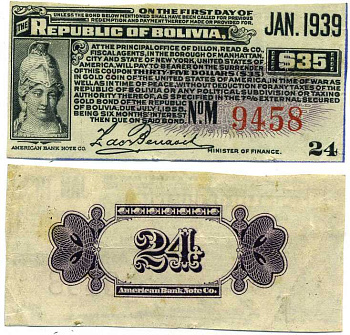 ON THE FIRST DAY OF
UNLESS THE BOND BELOW MENTIONED SHALL HAVE BEEN CALLED FOR PREVIOUS
REDEMPTION AND PAYMENT THEREOF MADE OR PROVIDED FOR,
JAN. 1939
THE REPUBLIC OF BOLIVIA,
AT THE PRINCIPAL OFFICE OF DILLON, READ & CO.,
FISCAL AGENTS, IN THE BOROUGH OF MANHATTAN,
CITY AND STATE OF NEW YORK, UNITED STATES OF
AMERICA, WILL PAY TO BEARER ON THE SURRENDER
OF THIS COUPON THIRTY-FIVE DOLLARS ($35)
$35
IN GOLD COIN OF THE UNITED STATES OF AMERICA, IN TIME OF WAR AS
WELL AS IN TIME OF PEACE, WITHOUT DEDUCTION FOR ANY TAXES OF THE
REPUBLIC OF BOLIVIA OR ANY POLITICAL SUBDIVISION OR TAXING
AUTHORITY THEREOF, AS PROVIDED IN THE 7% EXTERNAL SECURED
GOLD BOND OF THE REPUBLIC
OF BOLIVIA, DUE JULY 1, 1958,
BEING SIX MONTHS' INTEREST
THEN DUE ON SAID BOND.
No. M 9458
MINISTER OF FINANCE.
24
AMERICAN BANK NOTE CO.
24
American Bank Note Co.